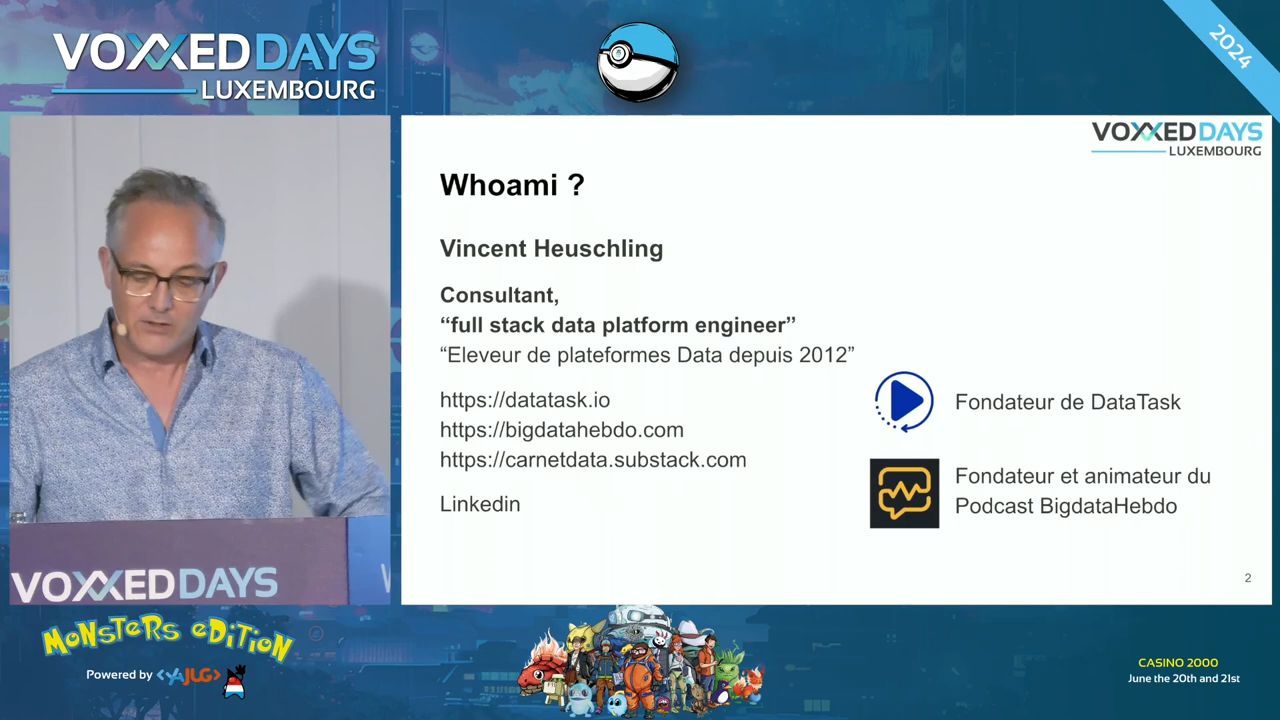 VOXXEDDAYS
LUXEMBOURG
2024
VOXXEDDAYS
LUXEMBOURG
Whoami ?
Vincent Heuschling
Consultant,
“full stack data platform engineer”
“Eleveur de plateformes Data depuis 2012”
https://datatask.io
https://bigdatahebdo.com
https://carnetdata.substack.com
Linkedin
Fondateur de DataTask
Fondateur et animateur du
Podcast BigdataHebdo
2
VOXXEDDAYS
MONSTERS EDITION
Powered by <YAJUG>
CASINO 2000
June the 20th and 21st